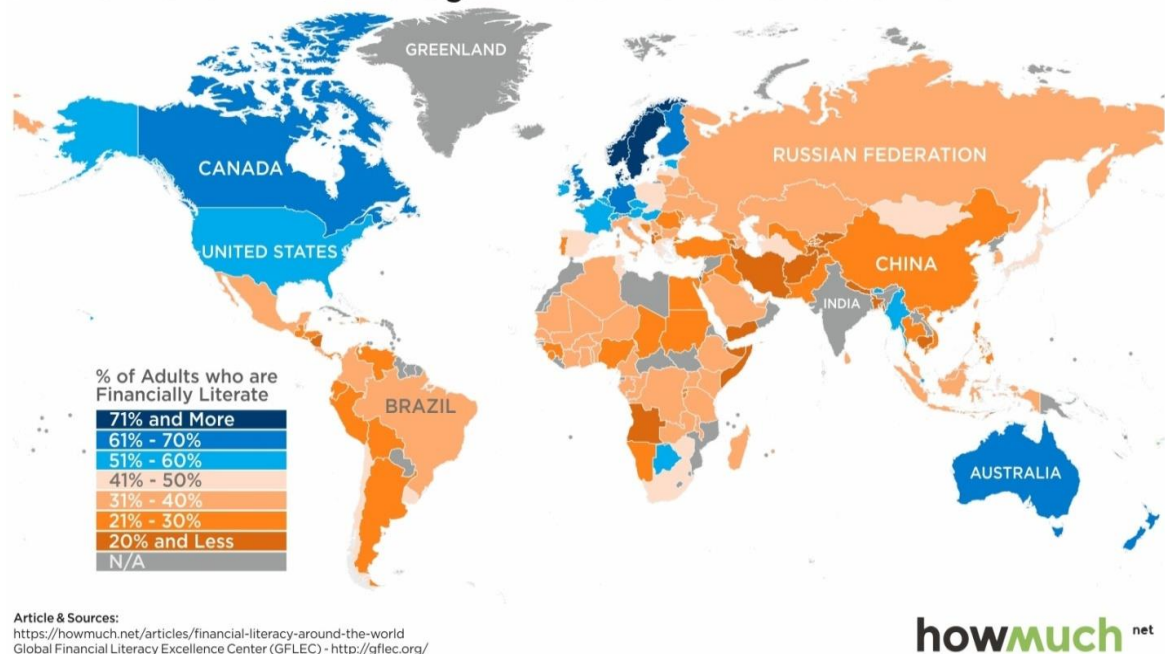 GREENLAND
CANADA
RUSSIAN FEDERATION
UNITED STATES
CHINA
INDIA
% of Adults who are
Financially Literate
BRAZIL
71% and More
61% - 70%
51% - 60%
41% - 50%
31% - 40%
21% - 30%
20% and Less
N/A
AUSTRALIA
Article & Sources:
https://howmuch.net/articles/financial-literacy-around-the-world
Global Financial Literacy Excellence Center (GFLEC) - http://gflec.org/
howmuch net